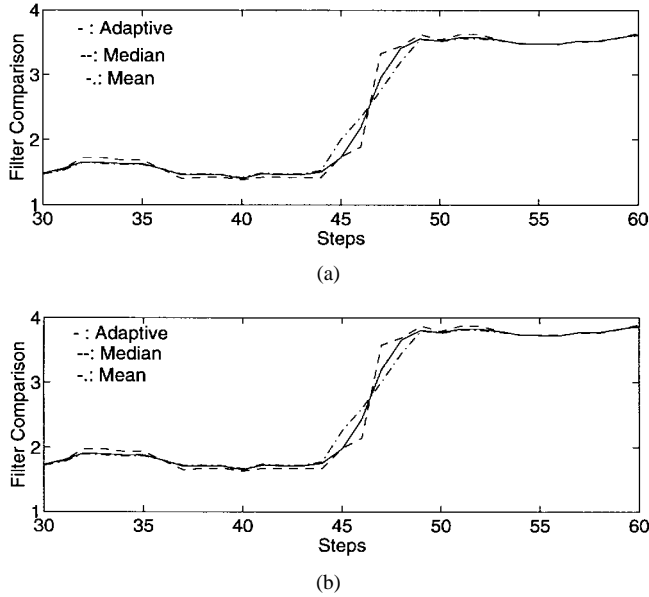 4
3
2
1
Filter Comparison
- : Adaptive
--: Median
-.: Mean
30 35 40 45 50 55 60
Steps
(a)
4
3
2
1
Filter Comparison
- : Adaptive
--: Median
-.: Mean
30 35 40 45 50 55 60
Steps
(b)